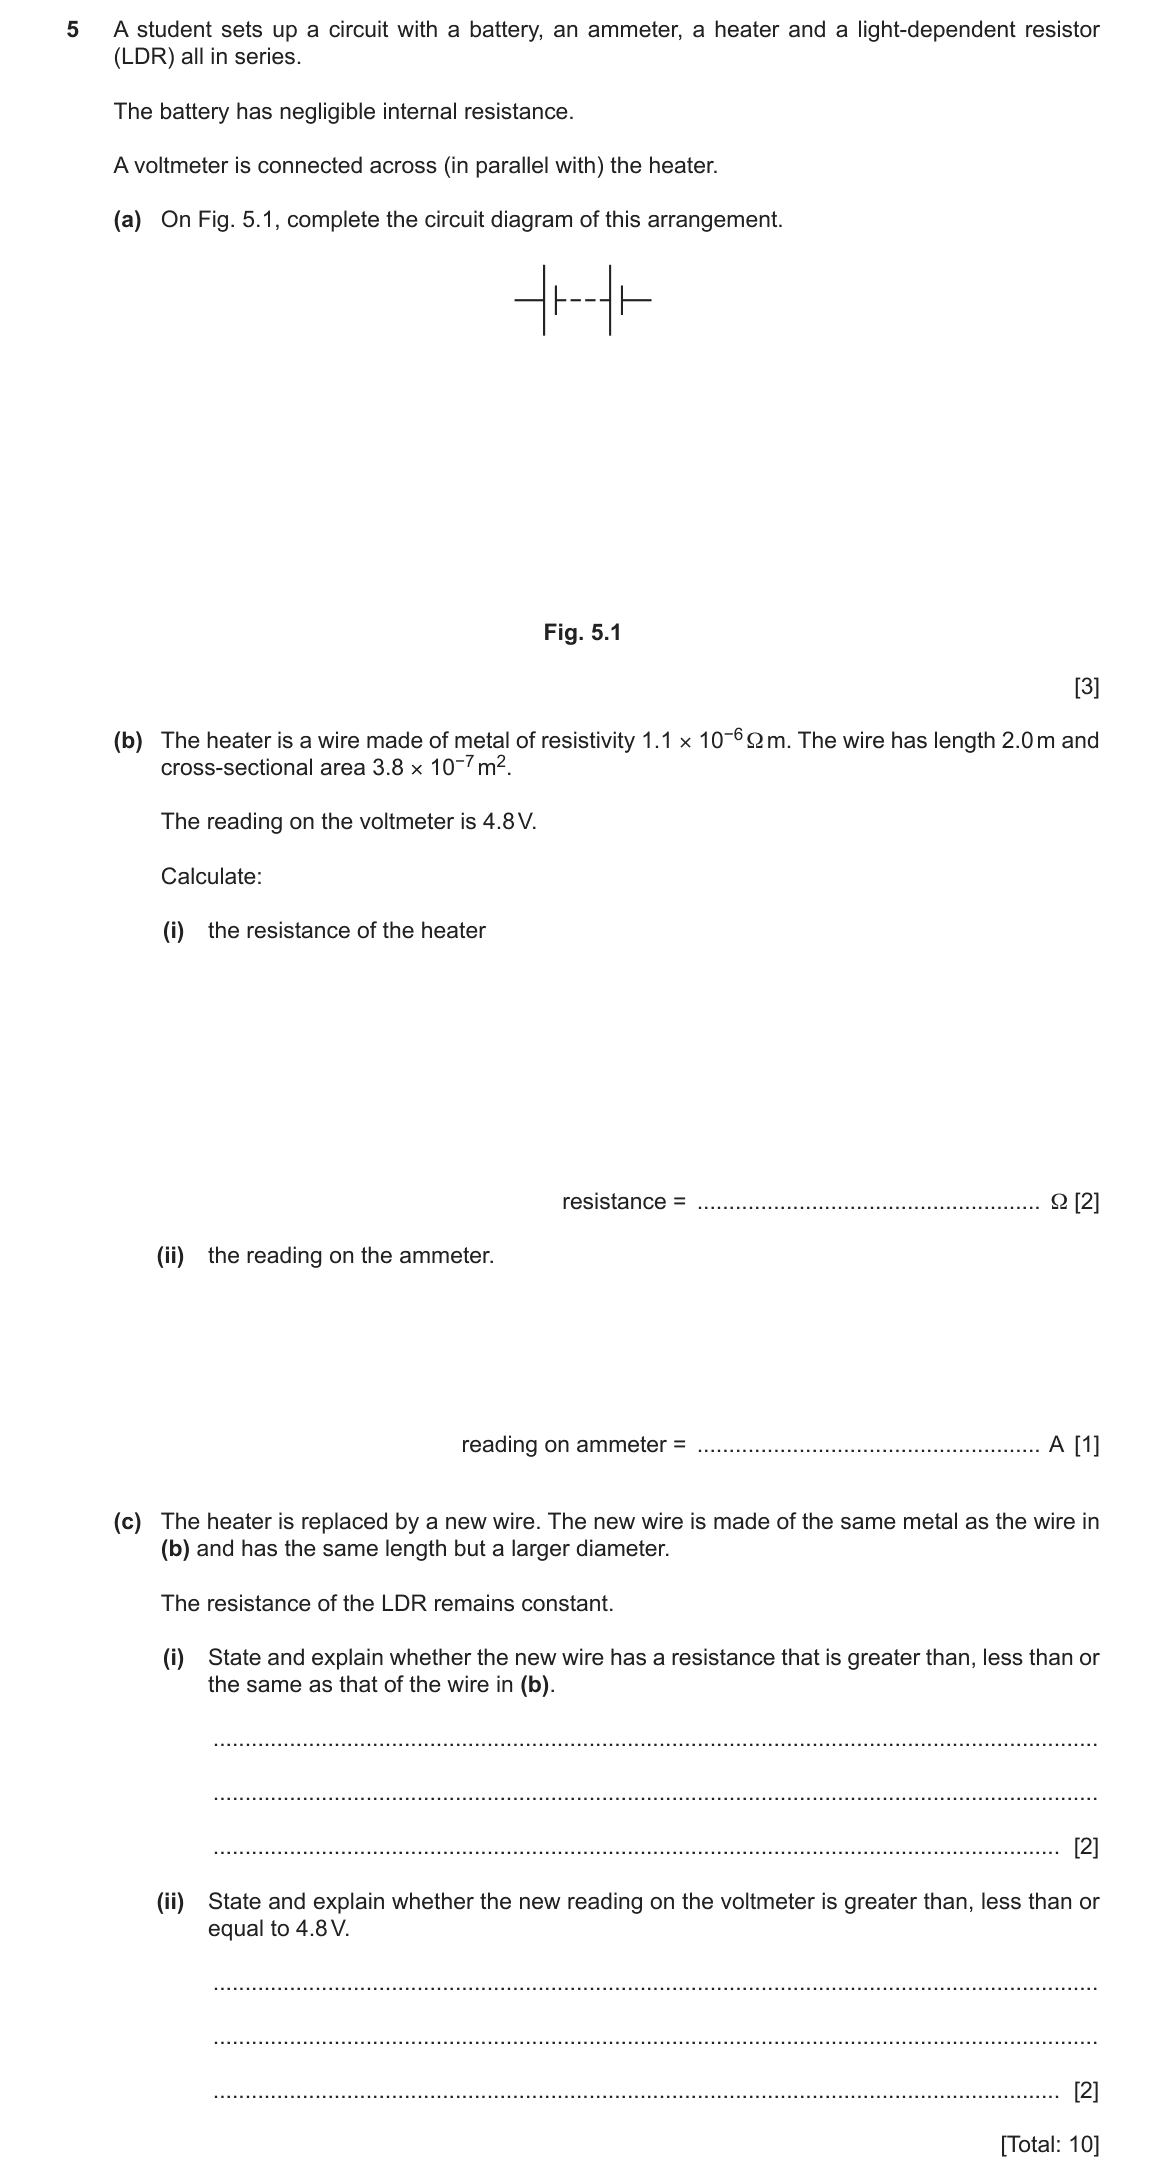 5 A student sets up a circuit with a battery, an ammeter, a heater and a light-dependent resistor
(LDR) all in series.
The battery has negligible internal resistance.
A voltmeter is connected across (in parallel with) the heater.
(a) On Fig. 5.1, complete the circuit diagram of this arrangement.
Fig. 5.1
[3]
(b) The heater is a wire made of metal of resistivity 1.1 × 10⁻⁶ Ω m. The wire has length 2.0 m and
cross-sectional area 3.8 × 10⁻⁷ m².
The reading on the voltmeter is 4.8 V.
Calculate:
(i) the resistance of the heater
resistance = ...................................................... Ω [2]
(ii) the reading on the ammeter.
reading on ammeter = ...................................................... A [1]
(c) The heater is replaced by a new wire. The new wire is made of the same metal as the wire in
(b) and has the same length but a larger diameter.
The resistance of the LDR remains constant.
(i) State and explain whether the new wire has a resistance that is greater than, less than or
the same as that of the wire in (b).
..........................................................................................................................................
..........................................................................................................................................
.................................................................................................................................... [2]
(ii) State and explain whether the new reading on the voltmeter is greater than, less than or
equal to 4.8 V.
..........................................................................................................................................
..........................................................................................................................................
.................................................................................................................................... [2]
[Total: 10]